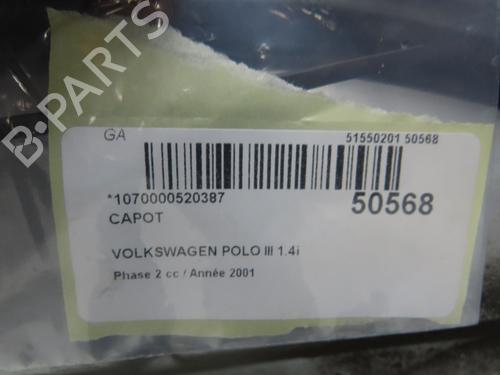 B-PARTS
GA
51550201 50568
*1070000520387
50568
CAPOT
VOLKSWAGEN POLO III 1.4i
Phase 2 cc / Année 2001